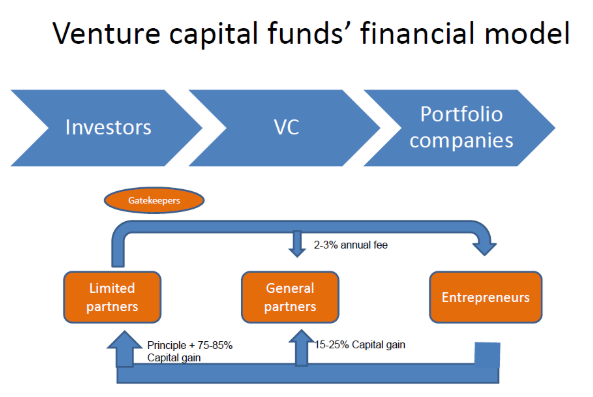 Venture capital funds’ financial model
Investors
VC
Portfolio
companies
Gatekeepers
2-3% annual fee
Limited
partners
General
partners
Entrepreneurs
Principle + 75-85%
Capital gain
15-25% Capital gain